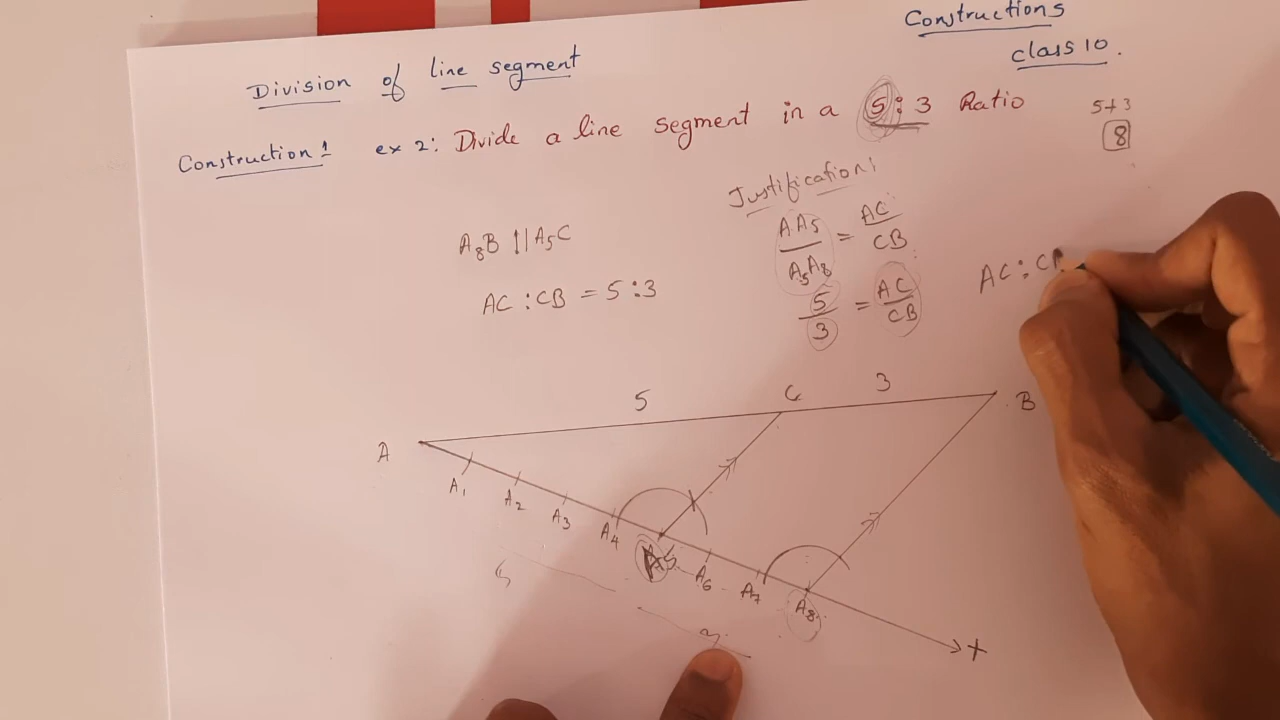 Constructions
class 10.
Division of line segment
Construction: ex 2: Divide a line segment in a 5:3 Ratio
5+3
8
Justification:
A₈B || A₅C
AA₅/A₅A₈ = AC/CB
AC : CB = 5:3
5/3 = AC/CB
AC : C
5
C
3
A
B
A₁
A₂
A₃
A₄
A5
A₆
A₇
A₈
5
3
X